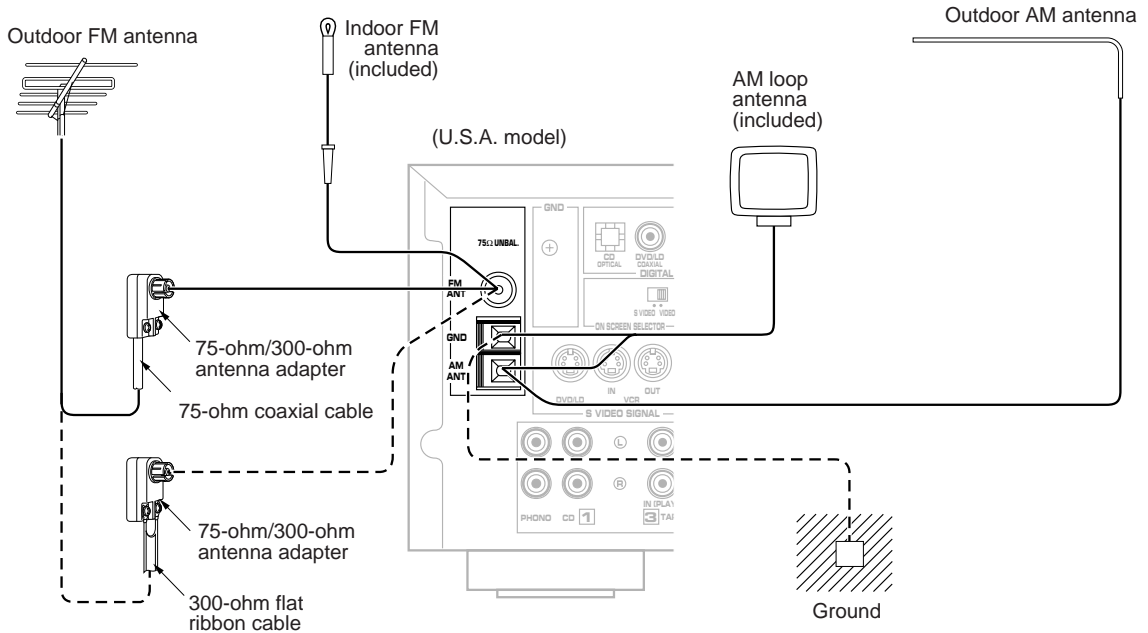 Outdoor FM antenna
Indoor FM
antenna
(included)
Outdoor AM antenna
AM loop
antenna
(included)
(U.S.A. model)
GND
75Ω UNBAL.
CD
OPTICAL
DVD/LD
COAXIAL
DIGITAL
FM
ANT
S VIDEO VIDEO
ON SCREEN SELECTOR
GND
AM
ANT
75-ohm/300-ohm
antenna adapter
75-ohm coaxial cable
DVD/LD
IN
OUT
VCR
S VIDEO SIGNAL
L
R
PHONO
CD 1
IN (PLAY
3 TA
75-ohm/300-ohm
antenna adapter
300-ohm flat
ribbon cable
Ground